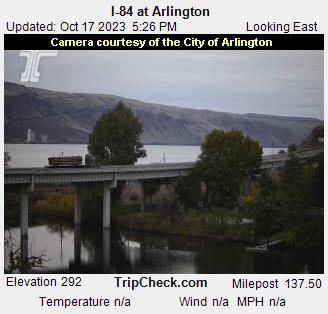 I-84 at Arlington
Updated: Oct 17 2023 5:26 PM Looking East
Camera courtesy of the City of Arlington
Elevation 292 TripCheck.com Milepost 137.50
Temperature n/a Wind n/a MPH n/a